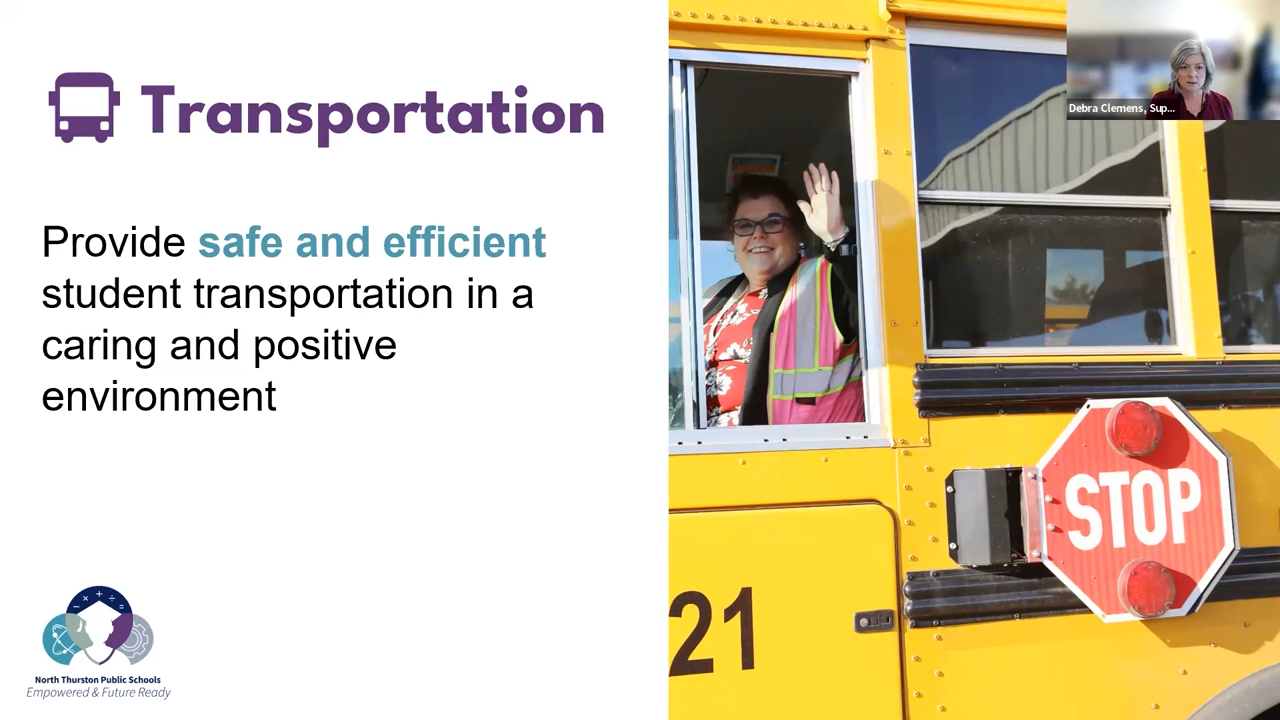 Transportation
Provide safe and efficient
student transportation in a
caring and positive
environment
North Thurston Public Schools
Empowered & Future Ready
Debra Clemens, Sup...
STOP
21